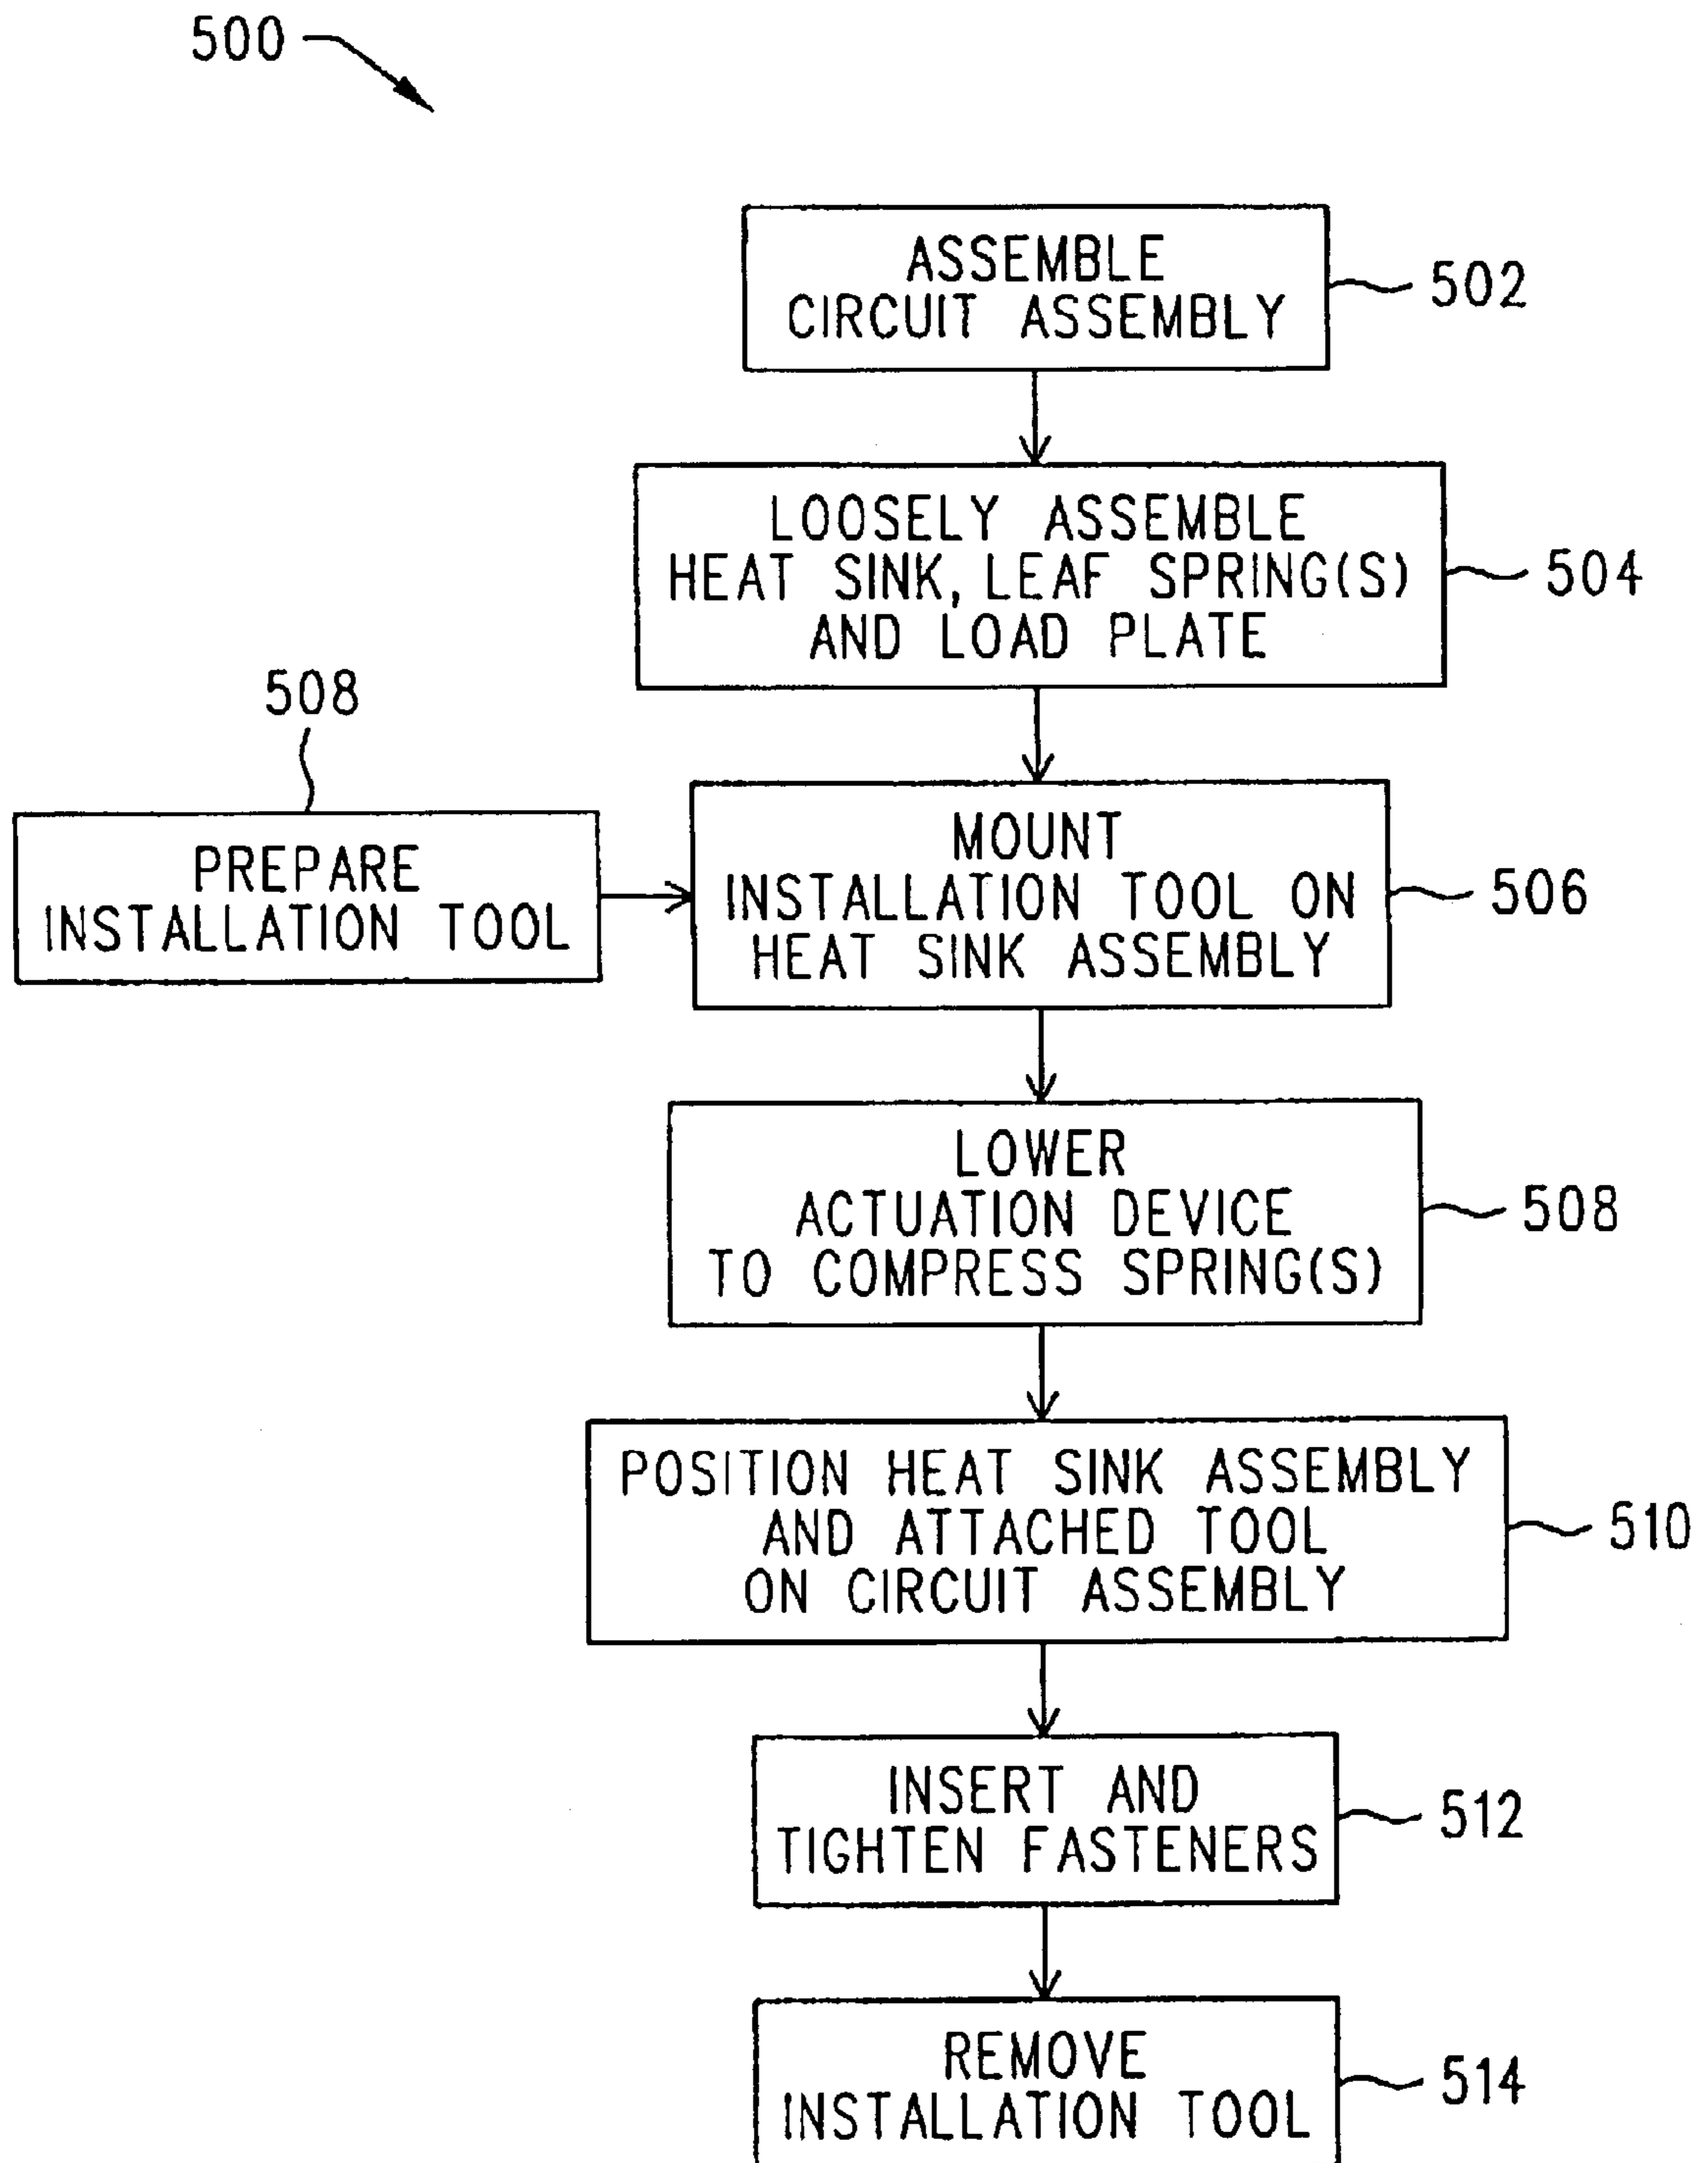 500
ASSEMBLE
CIRCUIT ASSEMBLY
502
LOOSELY ASSEMBLE
HEAT SINK, LEAF SPRING(S)
AND LOAD PLATE
504
508
PREPARE
INSTALLATION TOOL
MOUNT
INSTALLATION TOOL ON
HEAT SINK ASSEMBLY
506
LOWER
ACTUATION DEVICE
TO COMPRESS SPRING(S)
508
POSITION HEAT SINK ASSEMBLY
AND ATTACHED TOOL
ON CIRCUIT ASSEMBLY
510
INSERT AND
TIGHTEN FASTENERS
512
REMOVE
INSTALLATION TOOL
514